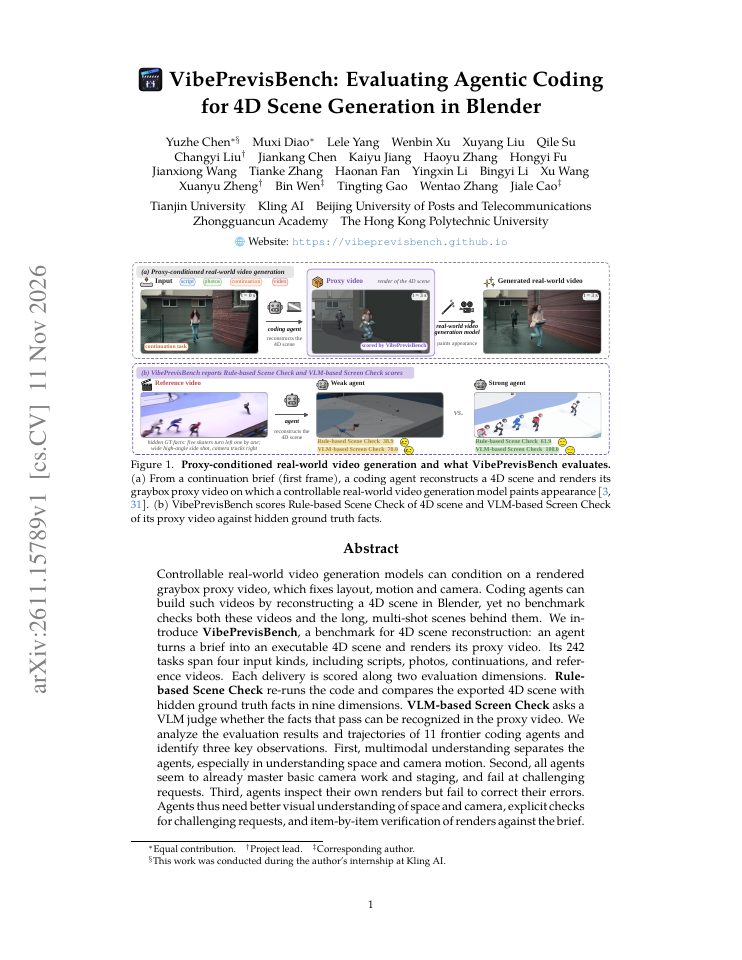 VibePrevisBench: Evaluating Agentic Coding
for 4D Scene Generation in Blender
Yuzhe Chen*§ Muxi Diao* Lele Yang Wenbin Xu Xuyang Liu Qile Su
Changyi Liu† Jiankang Chen Kaiyu Jiang Haoyu Zhang Hongyi Fu
Jianxiong Wang Tianke Zhang Haonan Fan Yingxin Li Bingyi Li Xu Wang
Xuanyu Zheng† Bin Wen‡ Tingting Gao Wentao Zhang Jiale Cao‡
Tianjin University Kling AI Beijing University of Posts and Telecommunications
Zhongguancun Academy The Hong Kong Polytechnic University
Website: https://vibeprevisbench.github.io
arXiv:2611.15789v1 [cs.CV] 11 Nov 2026
(a) Proxy-conditioned real-world video generation
Input script photos continuation video
Proxy video render of the 4D scene
Generated real-world video
coding agent
reconstructs the
4D scene
real-world video
generation model
paints appearance
continuation task
scored by VibePrevisBench
(b) VibePrevisBench reports Rule-based Scene Check and VLM-based Screen Check scores
Reference video
Weak agent
Strong agent
agent
reconstructs the
4D scene
vs.
hidden GT facts: five skaters turn left one by one;
wide high-angle side shot, camera tracks right
Rule-based Scene Check 38.9
VLM-based Screen Check 70.0
Rule-based Scene Check 61.9
VLM-based Screen Check 100.0
Figure 1. Proxy-conditioned real-world video generation and what VibePrevisBench evaluates.
(a) From a continuation brief (first frame), a coding agent reconstructs a 4D scene and renders its
graybox proxy video on which a controllable real-world video generation model paints appearance [3,
31]. (b) VibePrevisBench scores Rule-based Scene Check of 4D scene and VLM-based Screen Check
of its proxy video against hidden ground truth facts.
Abstract
Controllable real-world video generation models can condition on a rendered
graybox proxy video, which fixes layout, motion and camera. Coding agents can
build such videos by reconstructing a 4D scene in Blender, yet no benchmark
checks both these videos and the long, multi-shot scenes behind them. We in-
troduce VibePrevisBench, a benchmark for 4D scene reconstruction: an agent
turns a brief into an executable 4D scene and renders its proxy video. Its 242
tasks span four input kinds, including scripts, photos, continuations, and refer-
ence videos. Each delivery is scored along two evaluation dimensions. Rule-
based Scene Check re-runs the code and compares the exported 4D scene with
hidden ground truth facts in nine dimensions. VLM-based Screen Check asks a
VLM judge whether the facts that pass can be recognized in the proxy video. We
analyze the evaluation results and trajectories of 11 frontier coding agents and
identify three key observations. First, multimodal understanding separates the
agents, especially in understanding space and camera motion. Second, all agents
seem to already master basic camera work and staging, and fail at challenging
requests. Third, agents inspect their own renders but fail to correct their errors.
Agents thus need better visual understanding of space and camera, explicit checks
for challenging requests, and item-by-item verification of renders against the brief.
*Equal contribution. †Project lead. ‡Corresponding author.
§This work was conducted during the author's internship at Kling AI.
1